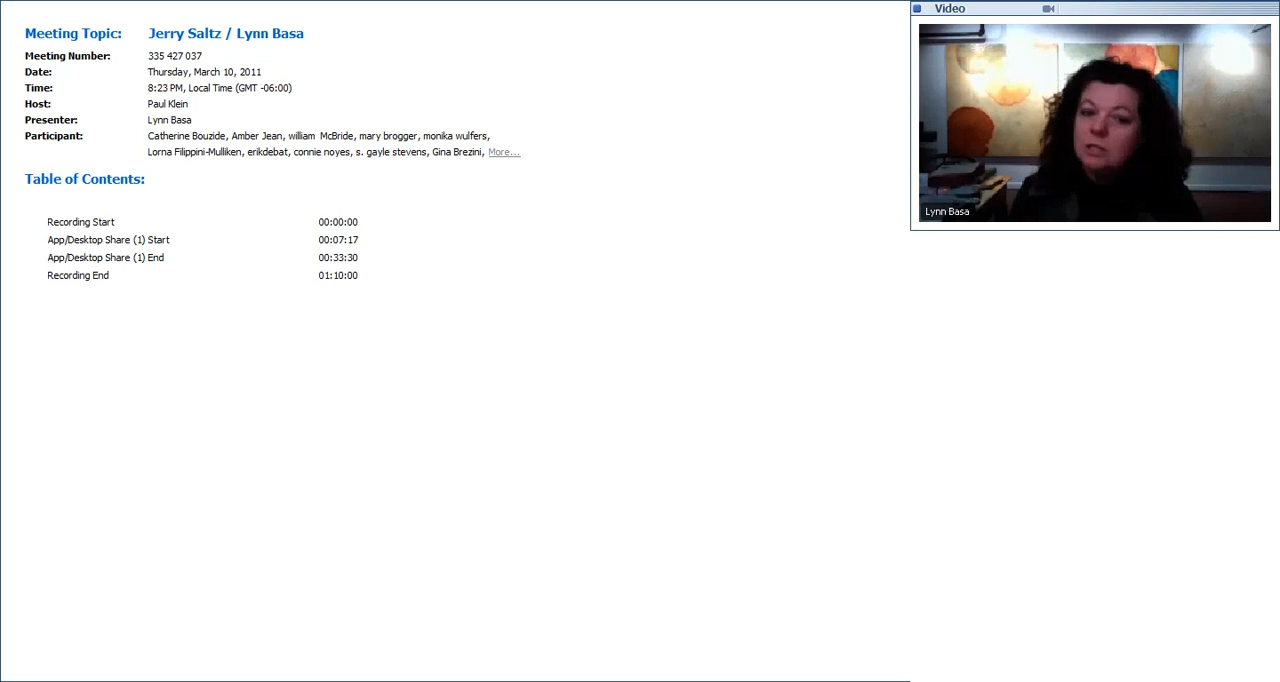 Meeting Topic: Jerry Saltz / Lynn Basa
Meeting Number: 335 427 037
Date: Thursday, March 10, 2011
Time: 8:23 PM, Local Time (GMT -06:00)
Host: Paul Klein
Presenter: Lynn Basa
Participant: Catherine Bouzide, Amber Jean, william McBride, mary brogger, monika wulfers,
Lorna Filippini-Mulliken, erikdebat, connie noyes, s. gayle stevens, Gina Brezini, More...
Table of Contents:
Recording Start 00:00:00
App/Desktop Share (1) Start 00:07:17
App/Desktop Share (1) End 00:33:30
Recording End 01:10:00
Video
Lynn Basa